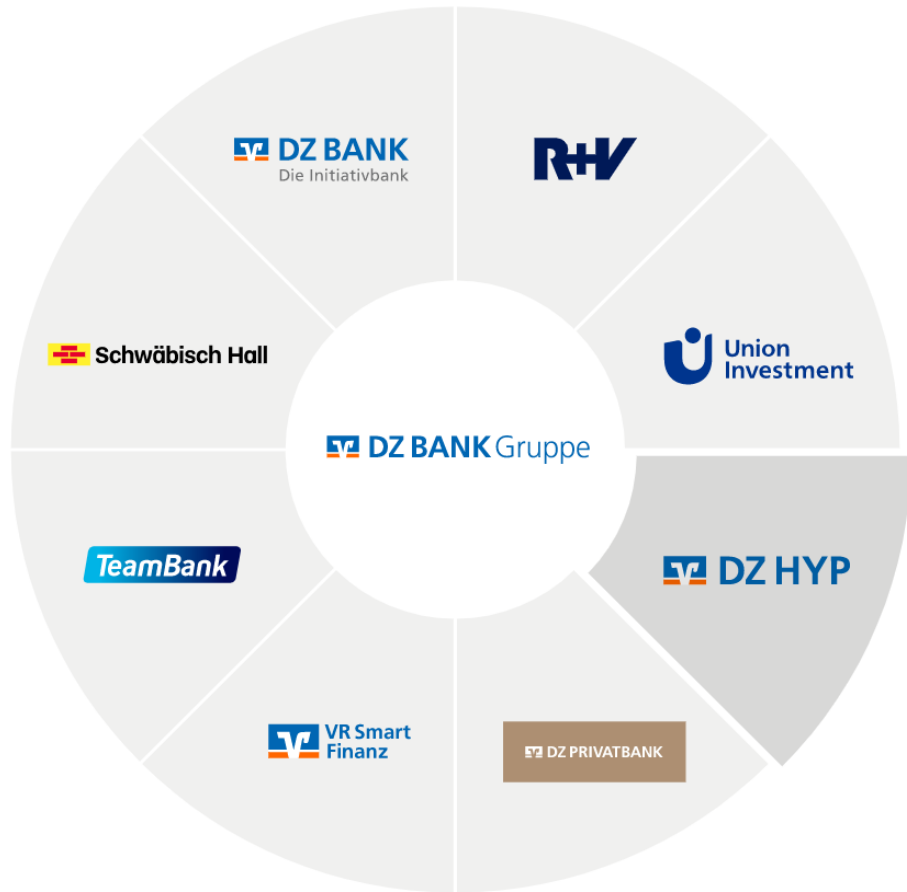 DZ BANK
Die Initiativbank
R+V
Schwäbisch Hall
Union
Investment
DZ BANK Gruppe
TeamBank
DZ HYP
VR Smart
Finanz
DZ PRIVATBANK